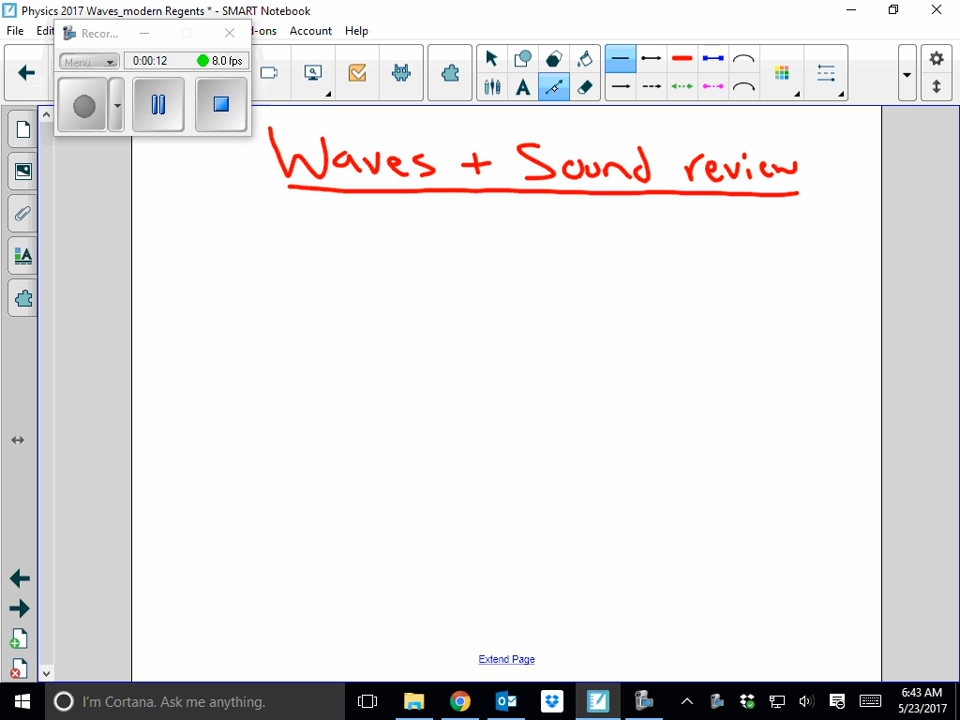 Physics 2017 Waves_modern Regents * - SMART Notebook
File Edi
d-ons Account Help
Recor...
Menu 0:00:12 8.0 fps
A
A
Waves + Sound review
Extend Page
I'm Cortana. Ask me anything.
6:43 AM
5/23/2017